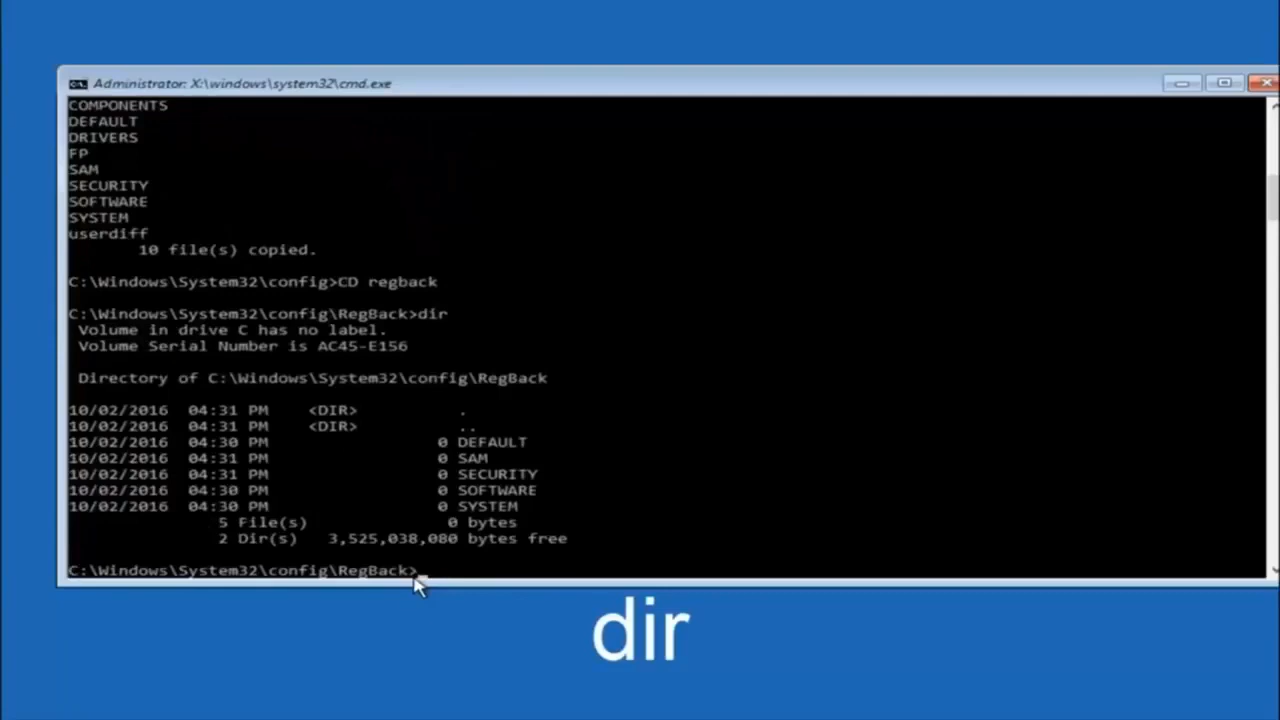 Administrator: X:\windows\system32\cmd.exe
COMPONENTS
DEFAULT
DRIVERS
FP
SAM
SECURITY
SOFTWARE
SYSTEM
userdiff
10 file(s) copied.
C:\Windows\System32\config>CD regback
C:\Windows\System32\config\RegBack>dir
Volume in drive C has no label.
Volume Serial Number is AC45-E156
Directory of C:\Windows\System32\config\RegBack
10/02/2016 04:31 PM <DIR> .
10/02/2016 04:31 PM <DIR> ..
10/02/2016 04:30 PM 0 DEFAULT
10/02/2016 04:31 PM 0 SAM
10/02/2016 04:31 PM 0 SECURITY
10/02/2016 04:30 PM 0 SOFTWARE
10/02/2016 04:30 PM 0 SYSTEM
5 File(s) 0 bytes
2 Dir(s) 3,525,038,080 bytes free
C:\Windows\System32\config\RegBack>
dir